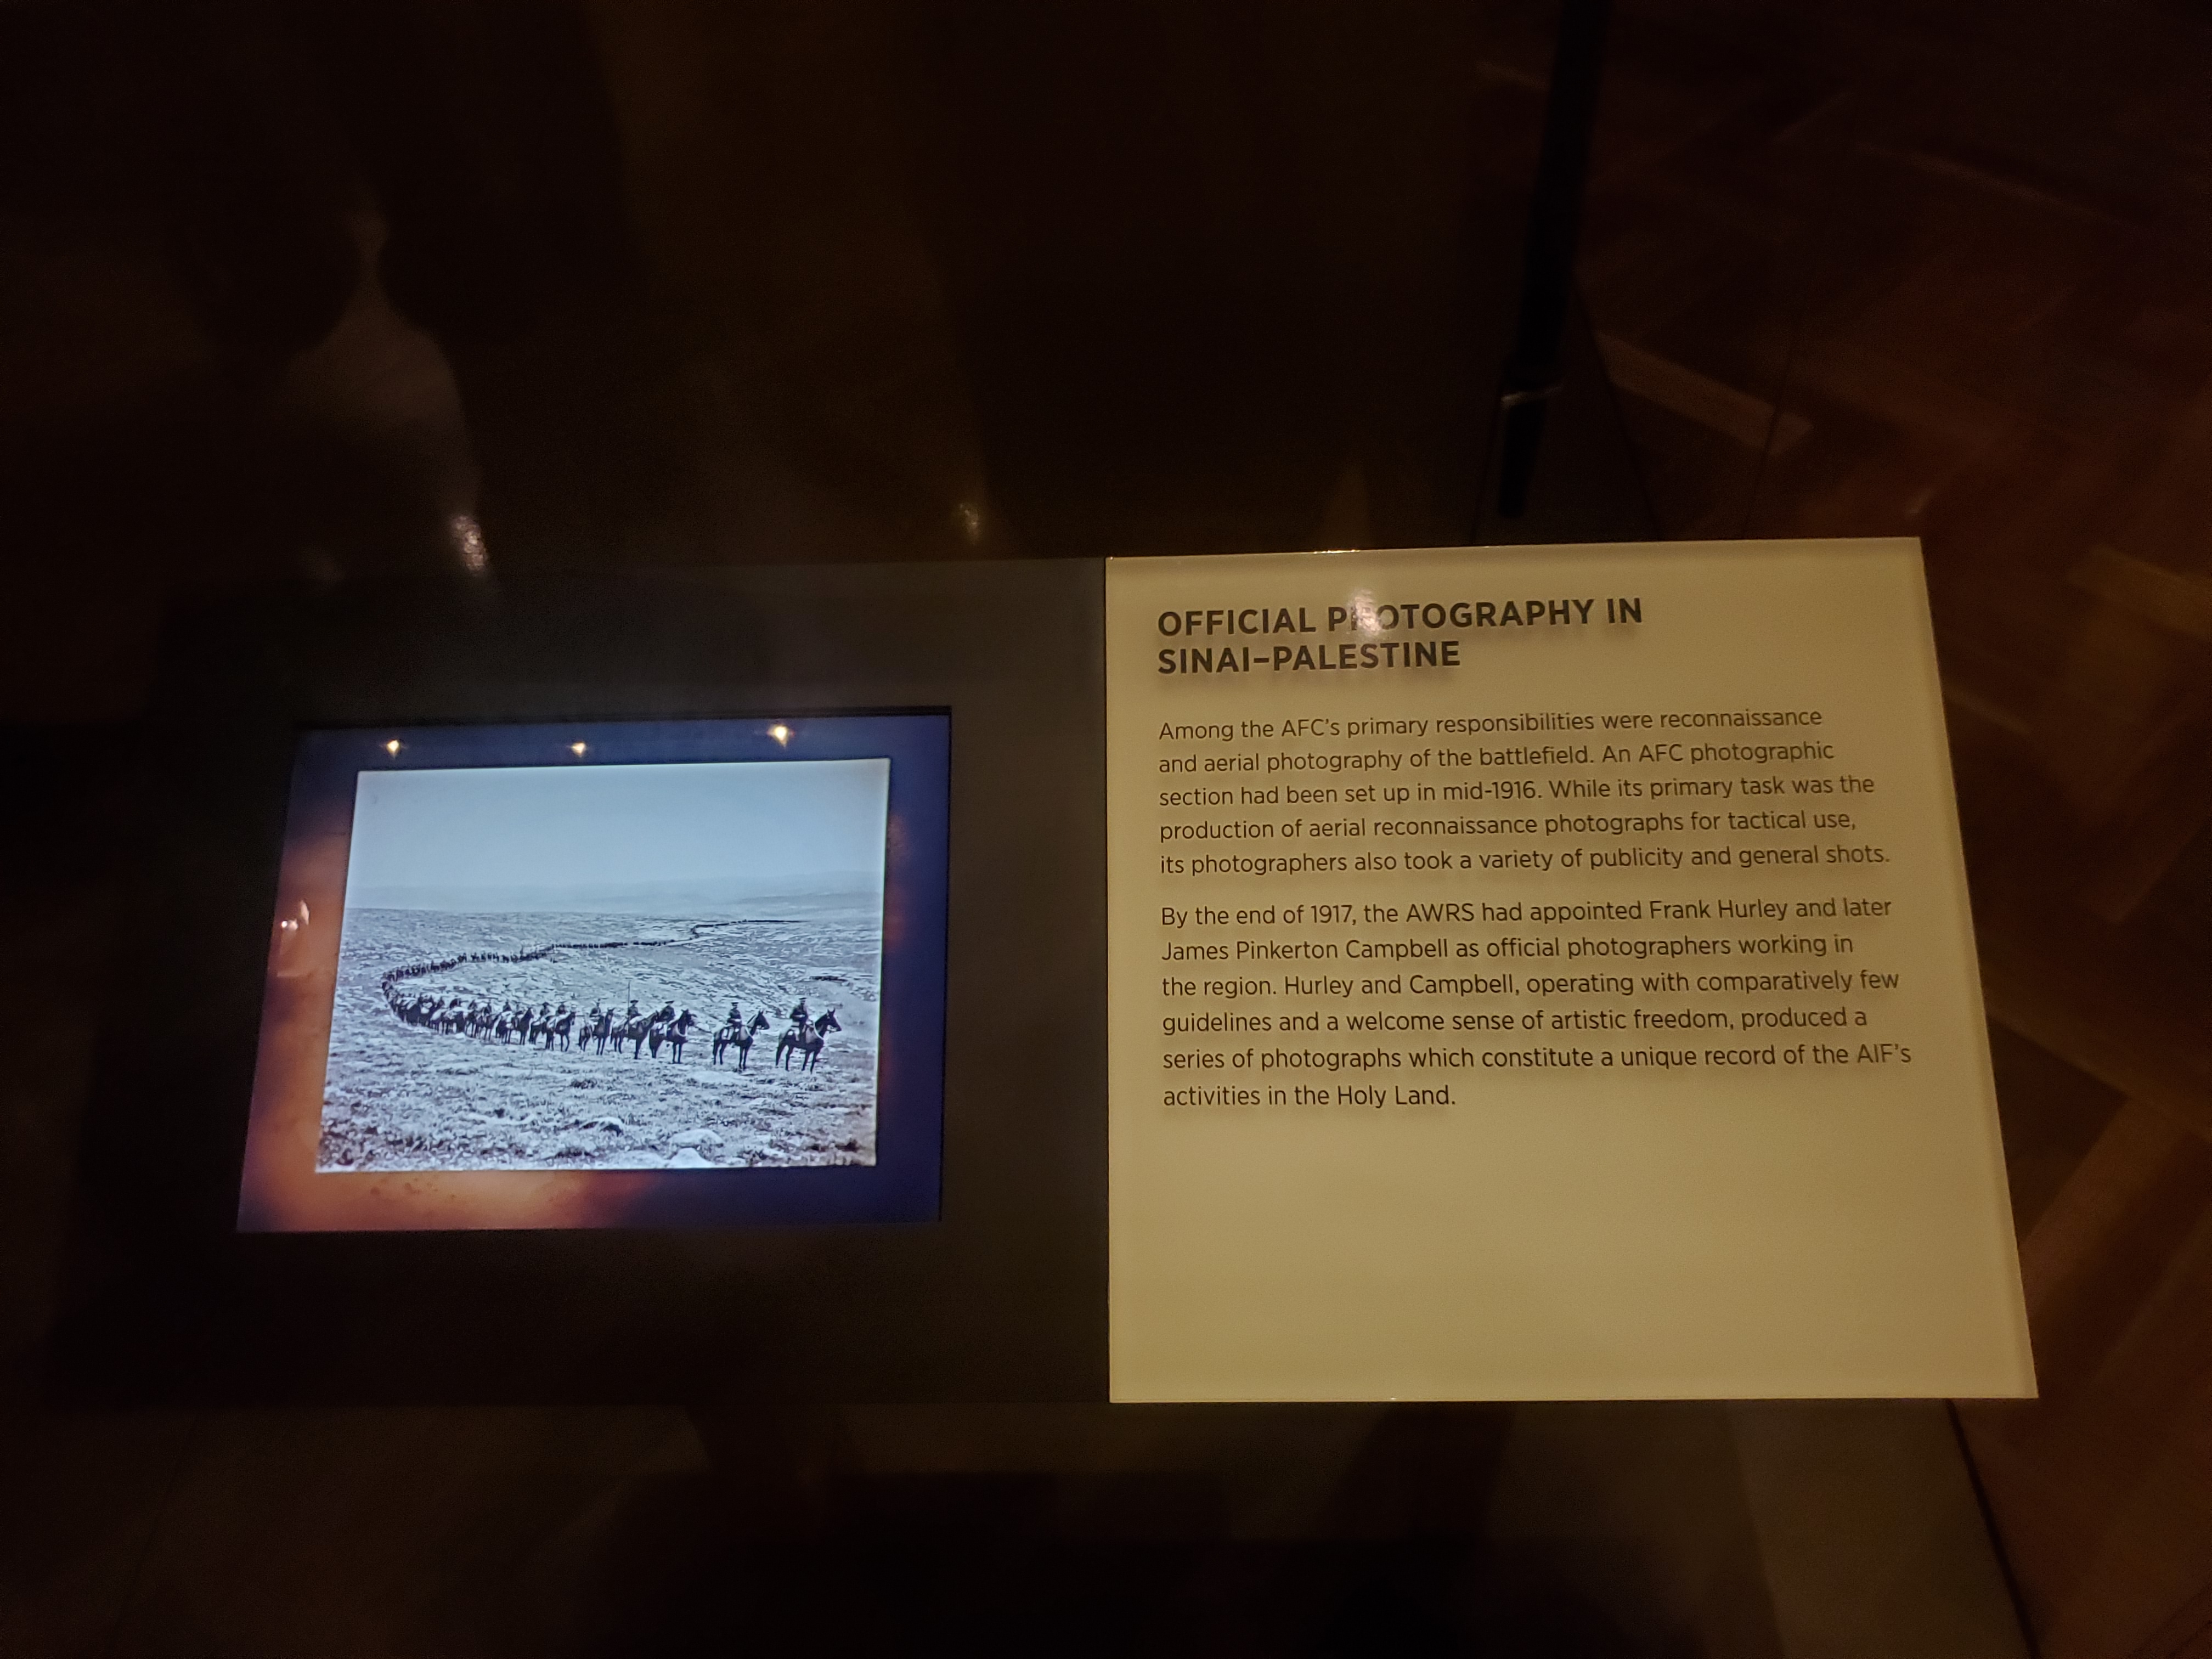 OFFICIAL PHOTOGRAPHY IN
SINAI–PALESTINE
Among the AFC's primary responsibilities were reconnaissance
and aerial photography of the battlefield. An AFC photographic
section had been set up in mid-1916. While its primary task was the
production of aerial reconnaissance photographs for tactical use,
its photographers also took a variety of publicity and general shots.
By the end of 1917, the AWRS had appointed Frank Hurley and later
James Pinkerton Campbell as official photographers working in
the region. Hurley and Campbell, operating with comparatively few
guidelines and a welcome sense of artistic freedom, produced a
series of photographs which constitute a unique record of the AIF's
activities in the Holy Land.